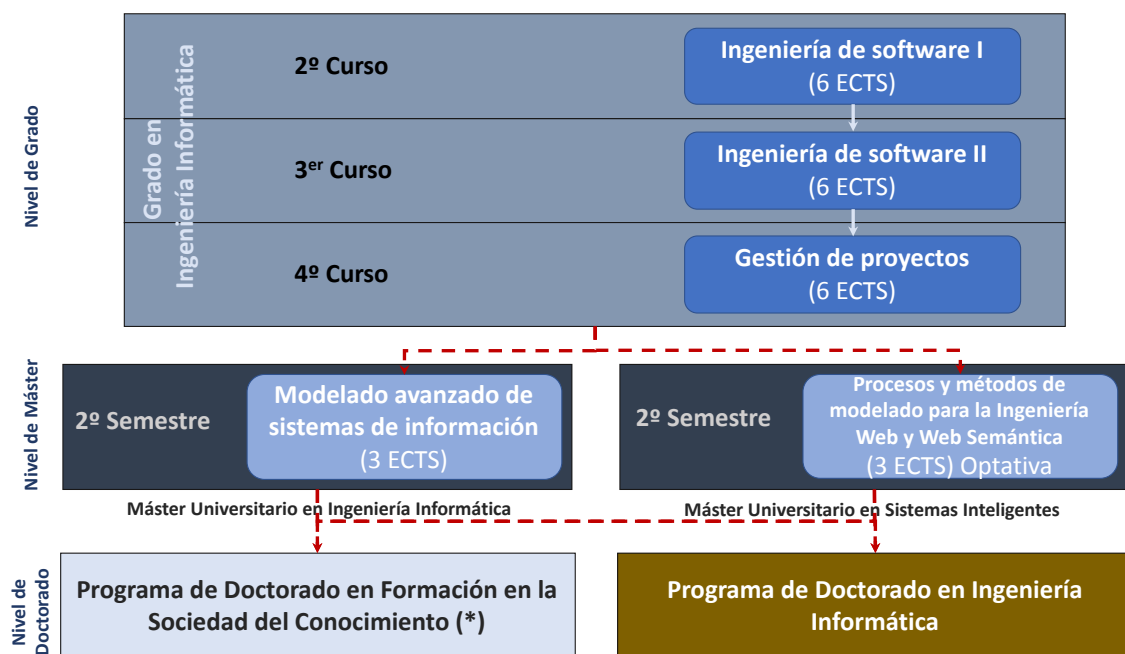 Nivel de Grado
Grado en
Ingeniería Informática
2º Curso
Ingeniería de software I
(6 ECTS)
3er Curso
Ingeniería de software II
(6 ECTS)
4º Curso
Gestión de proyectos
(6 ECTS)
Nivel de Máster
2º Semestre
Modelado avanzado de
sistemas de información
(3 ECTS)
Máster Universitario en Ingeniería Informática
2º Semestre
Procesos y métodos de
modelado para la Ingeniería
Web y Web Semántica
(3 ECTS) Optativa
Máster Universitario en Sistemas Inteligentes
Nivel de
Doctorado
Programa de Doctorado en Formación en la
Sociedad del Conocimiento (*)
Programa de Doctorado en Ingeniería
Informática